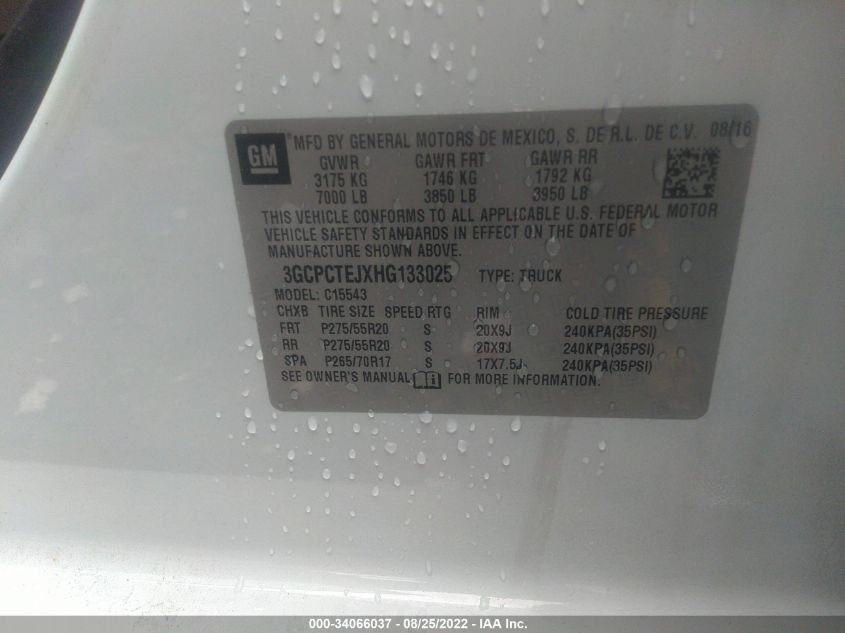 GM ® MFD BY GENERAL MOTORS DE MEXICO, S. DE R.L. DE C.V. 08/16
GVWR GAWR FRT GAWR RR
3175 KG 1746 KG 1792 KG
7000 LB 3850 LB 3950 LB
THIS VEHICLE CONFORMS TO ALL APPLICABLE U.S. FEDERAL MOTOR
VEHICLE SAFETY STANDARDS IN EFFECT ON THE DATE OF
MANUFACTURE SHOWN ABOVE.
3GCPCTEJXHG133025 TYPE: TRUCK
MODEL: C15543
CHXB TIRE SIZE SPEED RTG RIM COLD TIRE PRESSURE
FRT P275/55R20 S 20X9J 240KPA(35PSI)
RR P275/55R20 S 20X9J 240KPA(35PSI)
SPA P265/70R17 S 17X7.5J 240KPA(35PSI)
SEE OWNER'S MANUAL FOR MORE INFORMATION.
000-34066037 - 08/25/2022 - IAA Inc.